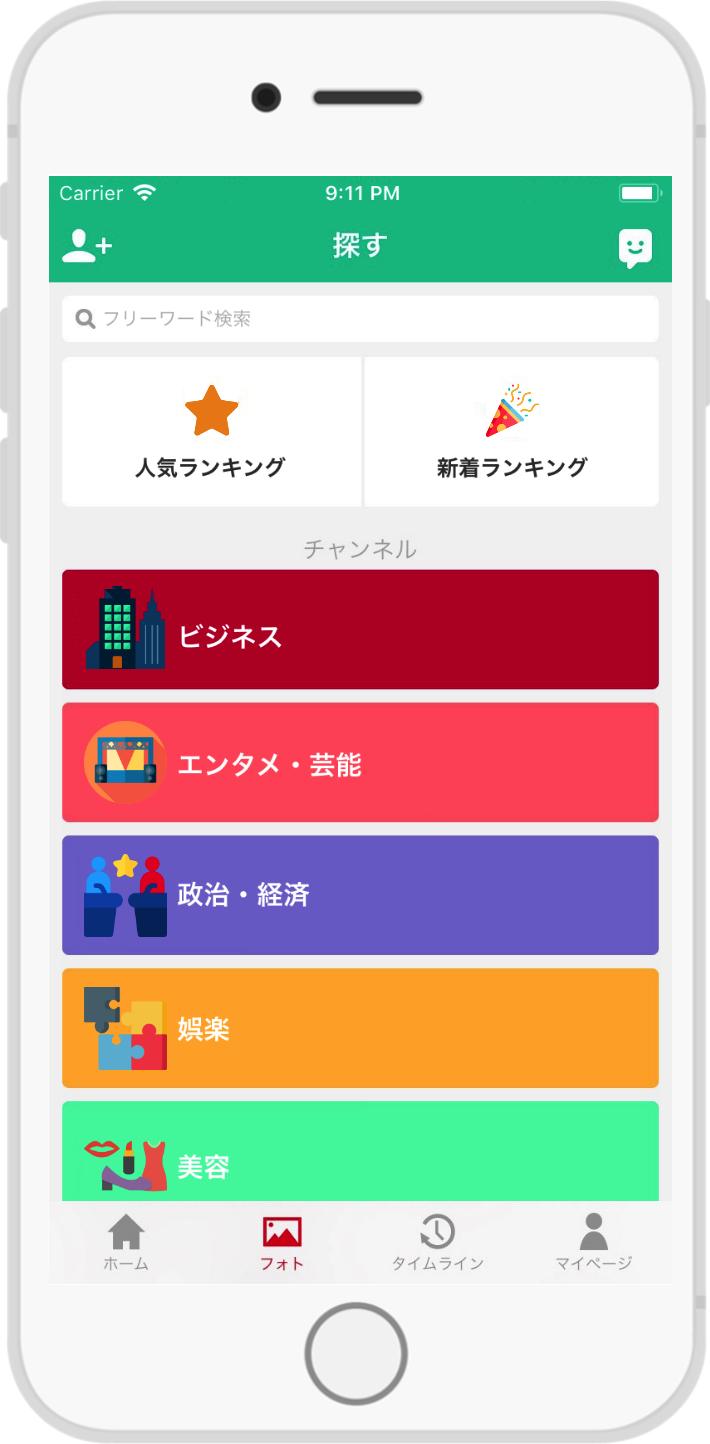 Carrier 9:11 PM
探す
フリーワード検索
人気ランキング 新着ランキング
チャンネル
ビジネス
エンタメ・芸能
政治・経済
娯楽
美容
ホーム フォト タイムライン マイページ